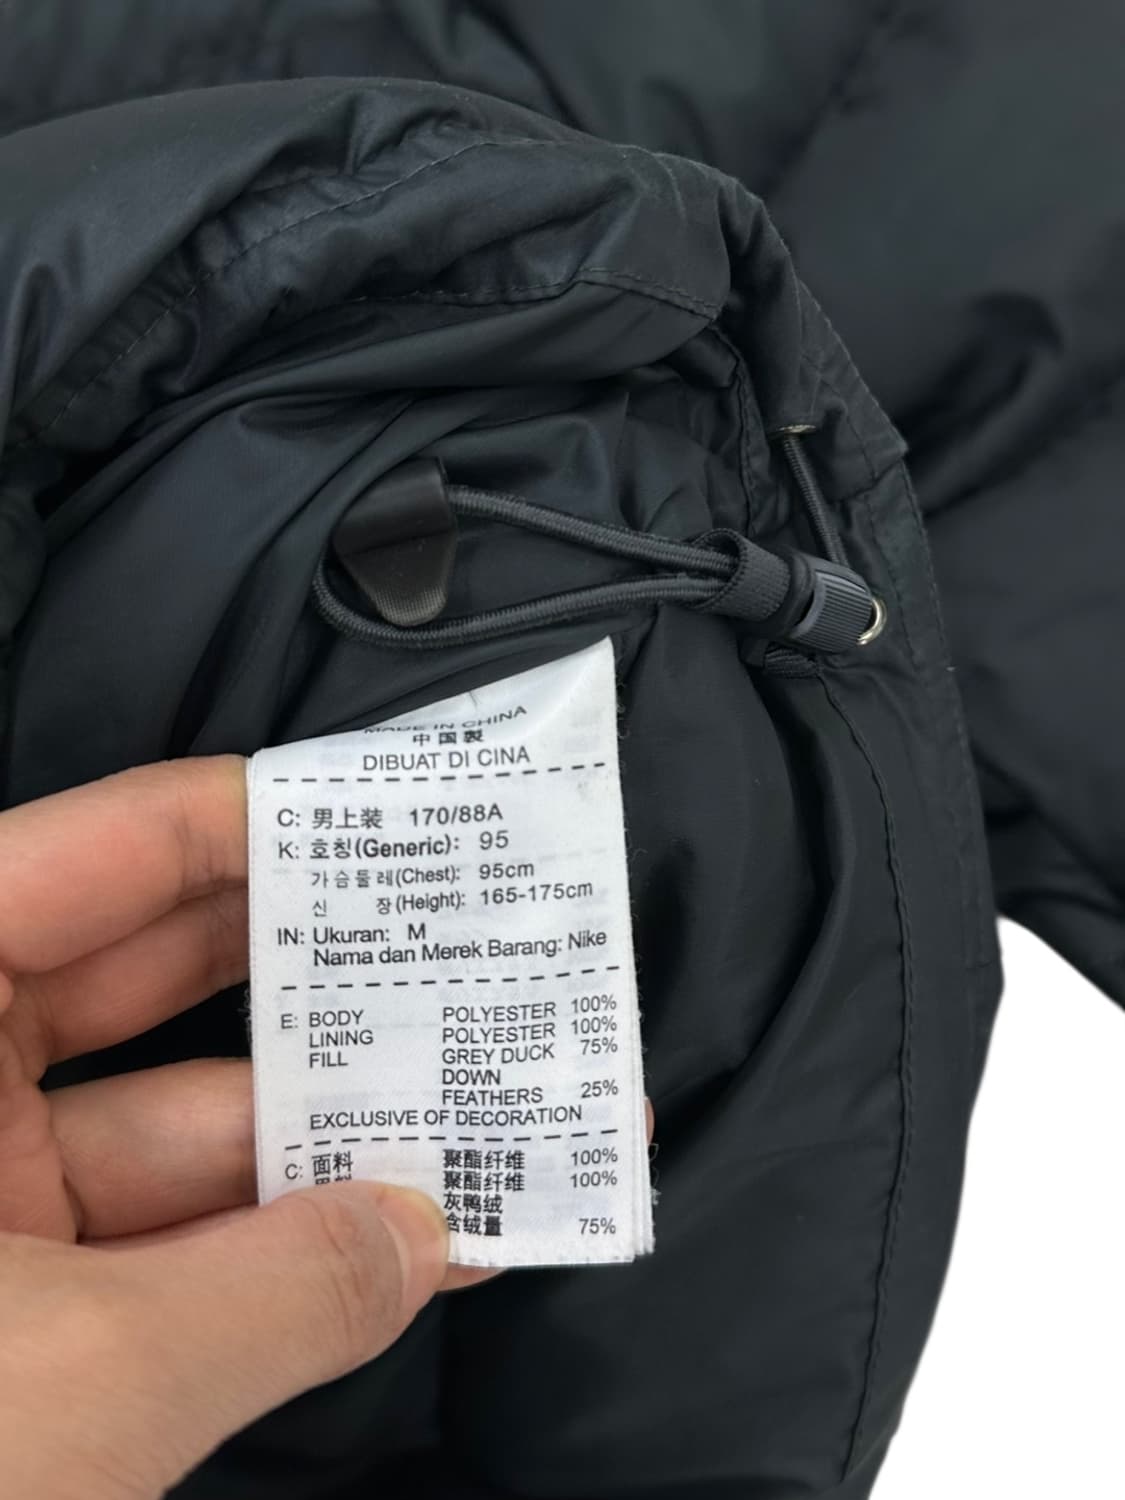 MADE IN CHINA
中国製
DIBUAT DI CINA
C: 男上装 170/88A
K: 호칭(Generic): 95
가슴둘레(Chest): 95cm
신 장(Height): 165-175cm
IN: Ukuran: M
Nama dan Merek Barang: Nike
E: BODY POLYESTER 100%
LINING POLYESTER 100%
FILL GREY DUCK 75%
DOWN
FEATHERS 25%
EXCLUSIVE OF DECORATION
C: 面料 聚酯纤维 100%
聚酯纤维 100%
灰鸭绒
含绒量 75%